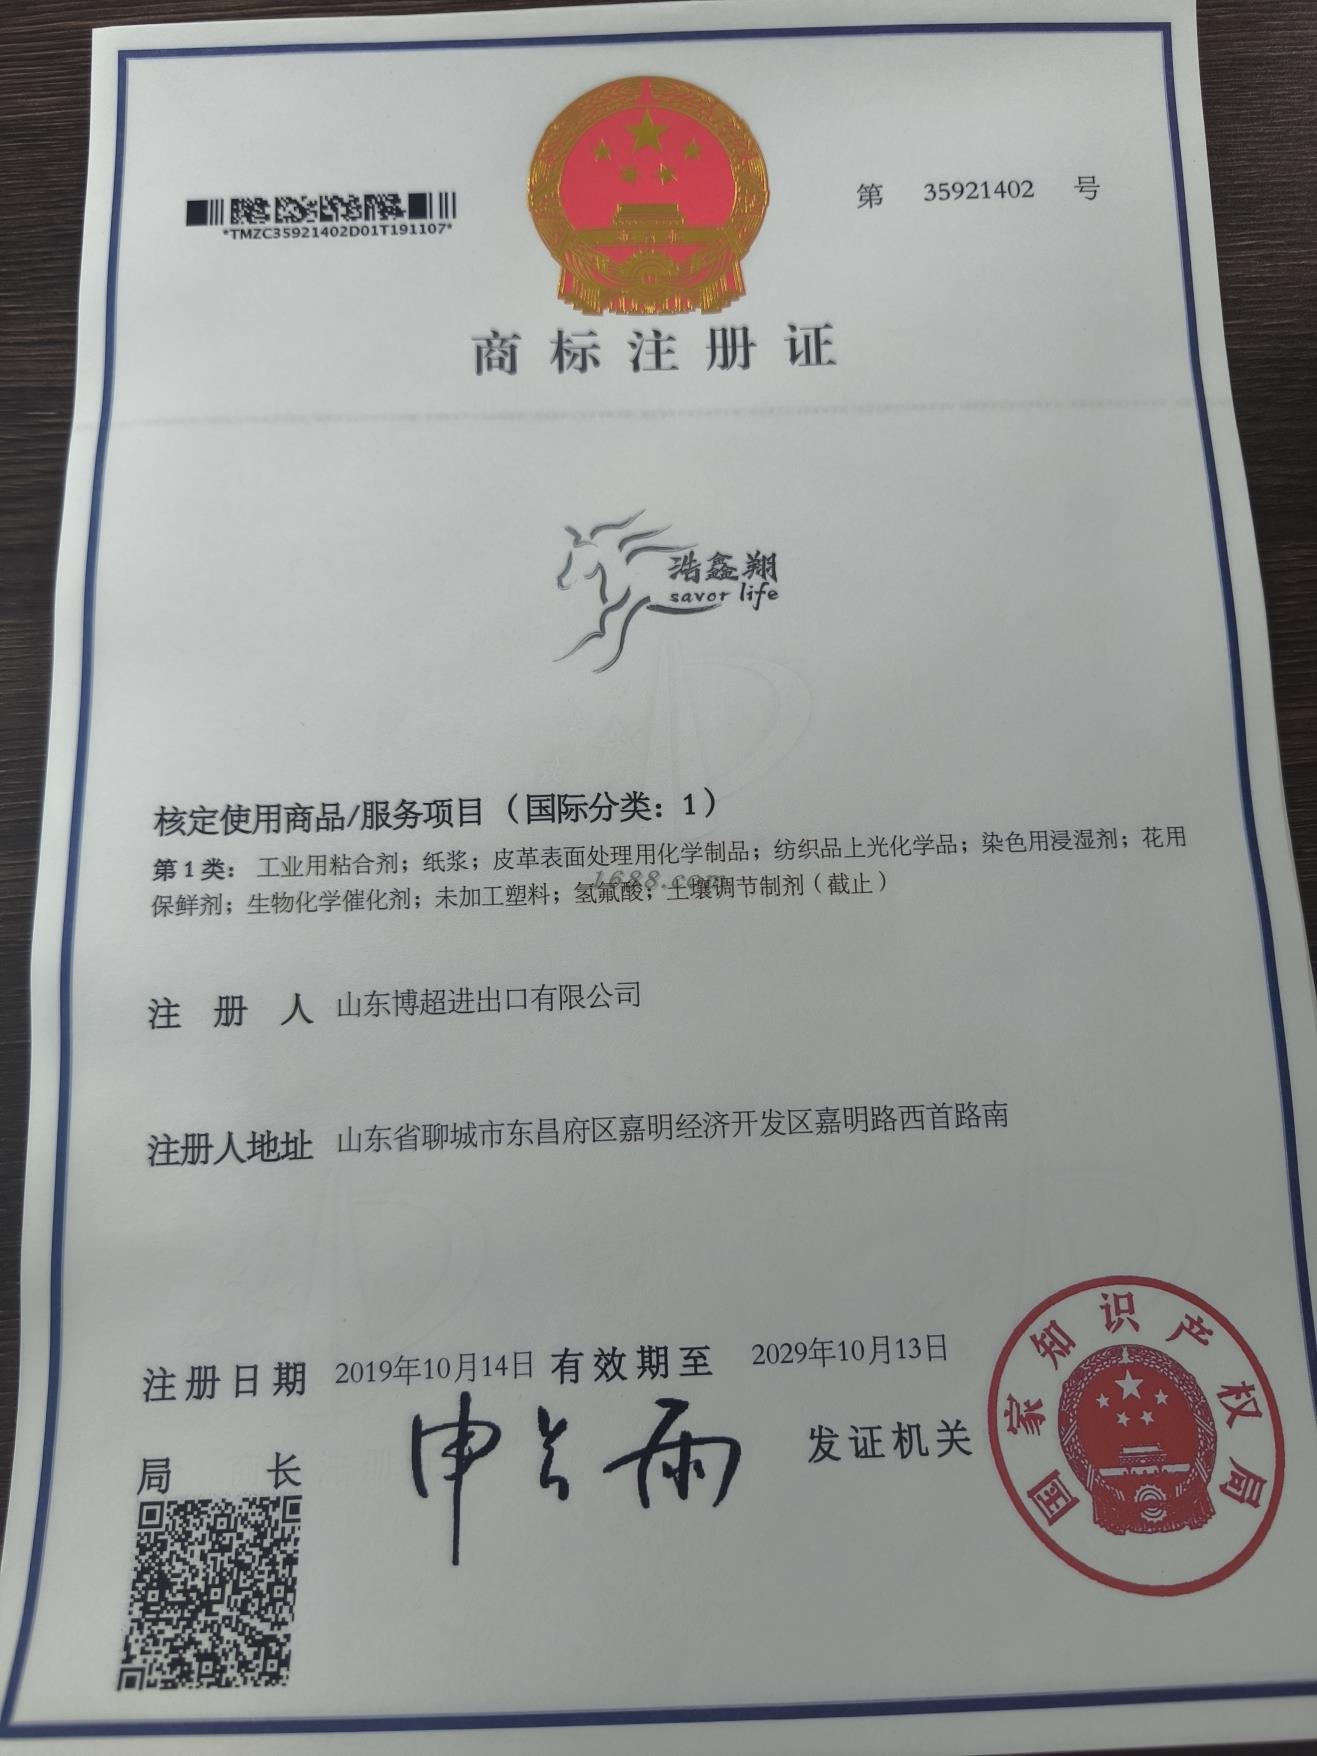 *TMZC35921402D01T191107*
第 35921402 号
商标注册证
浩鑫翔
savor life
核定使用商品/服务项目（国际分类：1）
第1类：工业用粘合剂；纸浆；皮革表面处理用化学制品；纺织品上光化学品；染色用浸湿剂；花用
保鲜剂；生物化学催化剂；未加工塑料；氢氟酸；土壤调节制剂（截止）
1688.com
注册人 山东博超进出口有限公司
注册人地址 山东省聊城市东昌府区嘉明经济开发区嘉明路西首路南
注册日期 2019年10月14日 有效期至 2029年10月13日
局长 申长雨 发证机关
国家知识产权局